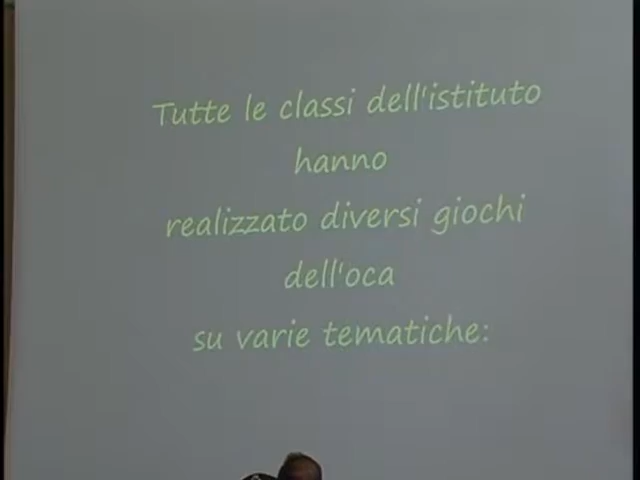 Tutte le classi dell'istituto
hanno
realizzato diversi giochi
dell'oca
su varie tematiche: